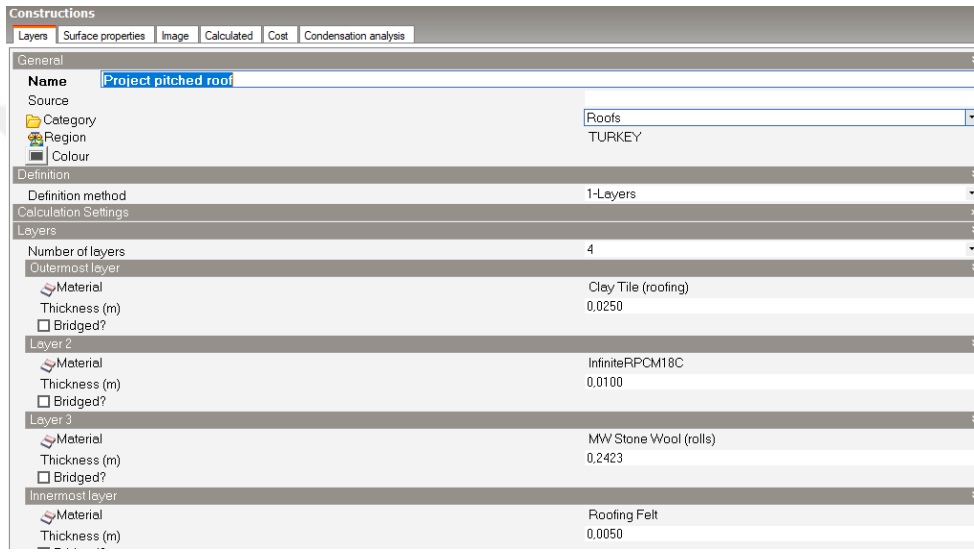 Constructions
Layers Surface properties Image Calculated Cost Condensation analysis
General
Name Project pitched roof
Source
Category Roofs
Region TURKEY
Colour
Definition
Definition method 1-Layers
Calculation Settings
Layers
Number of layers 4
Outermost layer
Material Clay Tile (roofing)
Thickness (m) 0,0250
Bridged?
Layer 2
Material InfiniteRPCM18C
Thickness (m) 0,0100
Bridged?
Layer 3
Material MW Stone Wool (rolls)
Thickness (m) 0,2423
Bridged?
Innermost layer
Material Roofing Felt
Thickness (m) 0,0050